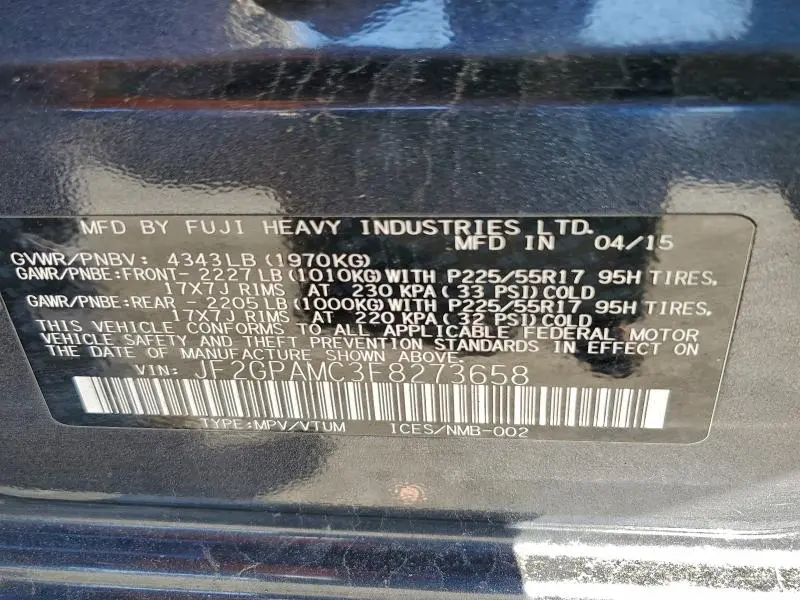 MFD BY FUJI HEAVY INDUSTRIES LTD.
MFD IN 04/15
GVWR/PNBV: 4343LB (1970KG)
GAWR/PNBE:FRONT- 2227LB (1010KG) WITH P225/55R17 95H TIRES,
17X7J RIMS AT 230 KPA (33 PSI) COLD
GAWR/PNBE:REAR - 2205LB (1000KG) WITH P225/55R17 95H TIRES,
17X7J RIMS AT 220 KPA (32 PSI) COLD
THIS VEHICLE CONFORMS TO ALL APPLICABLE FEDERAL MOTOR
VEHICLE SAFETY AND THEFT PREVENTION STANDARDS IN EFFECT ON
THE DATE OF MANUFACTURE SHOWN ABOVE.
VIN: JF2GPAMC3F8273658
TYPE:MPV/VTUM ICES/NMB-002